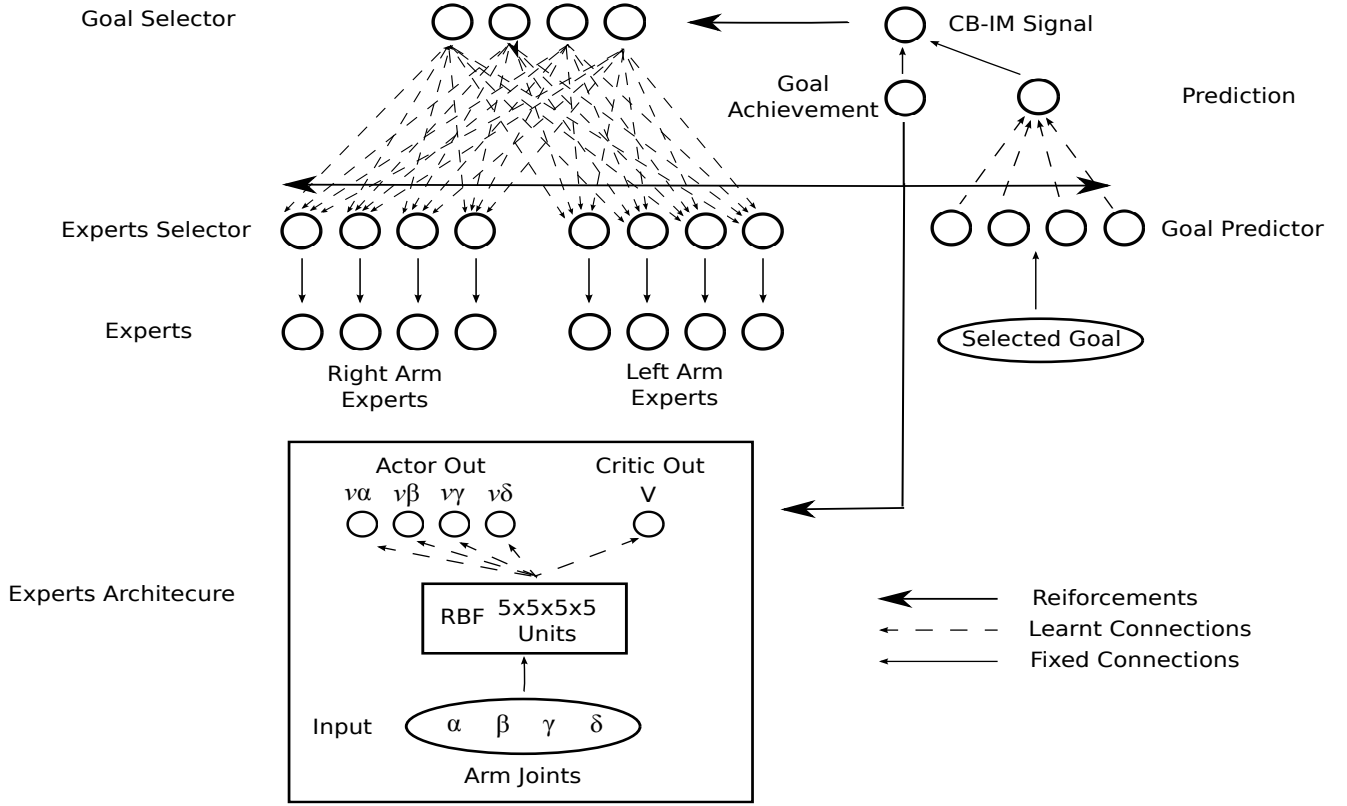 Goal Selector
CB-IM Signal
Goal
Achievement
Prediction
Experts Selector
Goal Predictor
Experts
Selected Goal
Right Arm
Experts
Left Arm
Experts
Actor Out
Critic Out
να νβ νγ νδ
V
Experts Architecure
RBF 5x5x5x5
Units
Reiforcements
Learnt Connections
Fixed Connections
Input
α β γ δ
Arm Joints